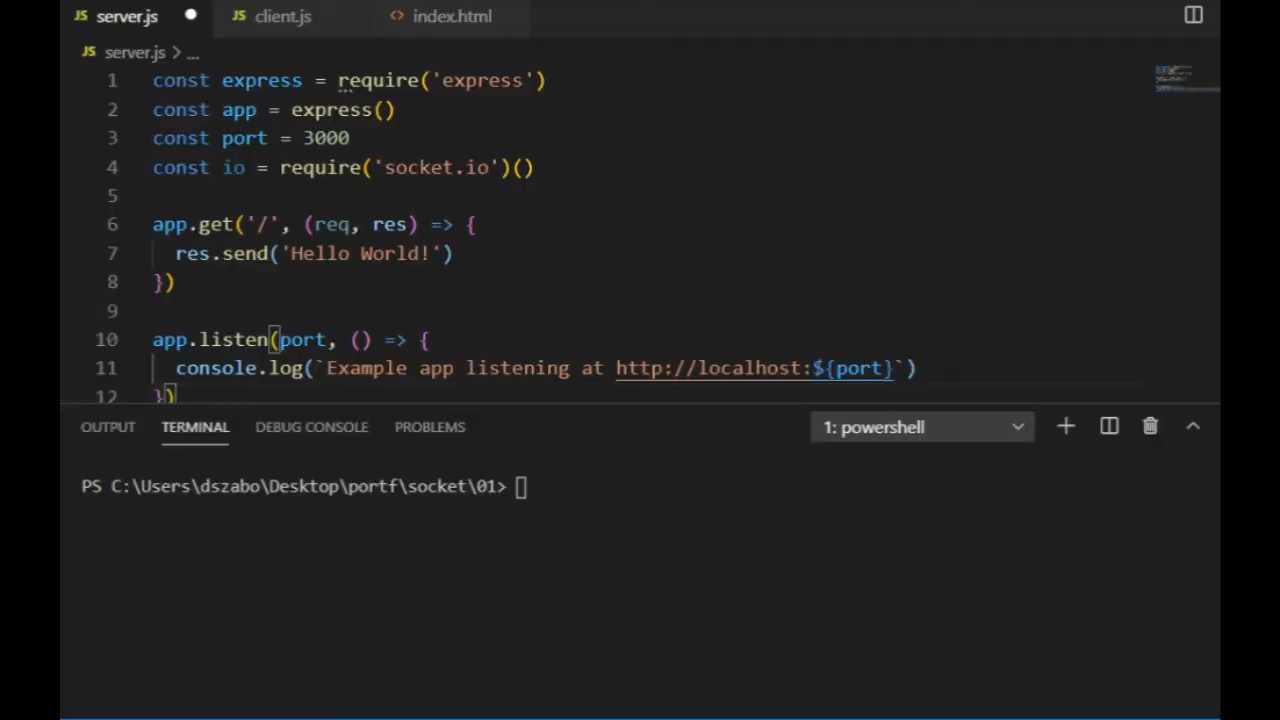 JS server.js ● JS client.js <> index.html
JS server.js > ...
1 const express = require('express')
2 const app = express()
3 const port = 3000
4 const io = require('socket.io')()
5
6 app.get('/', (req, res) => {
7 res.send('Hello World!')
8 })
9
10 app.listen(port, () => {
11 console.log(`Example app listening at http://localhost:${port}`)
12 })
OUTPUT TERMINAL DEBUG CONSOLE PROBLEMS 1: powershell
PS C:\Users\dszabo\Desktop\portf\socket\01>